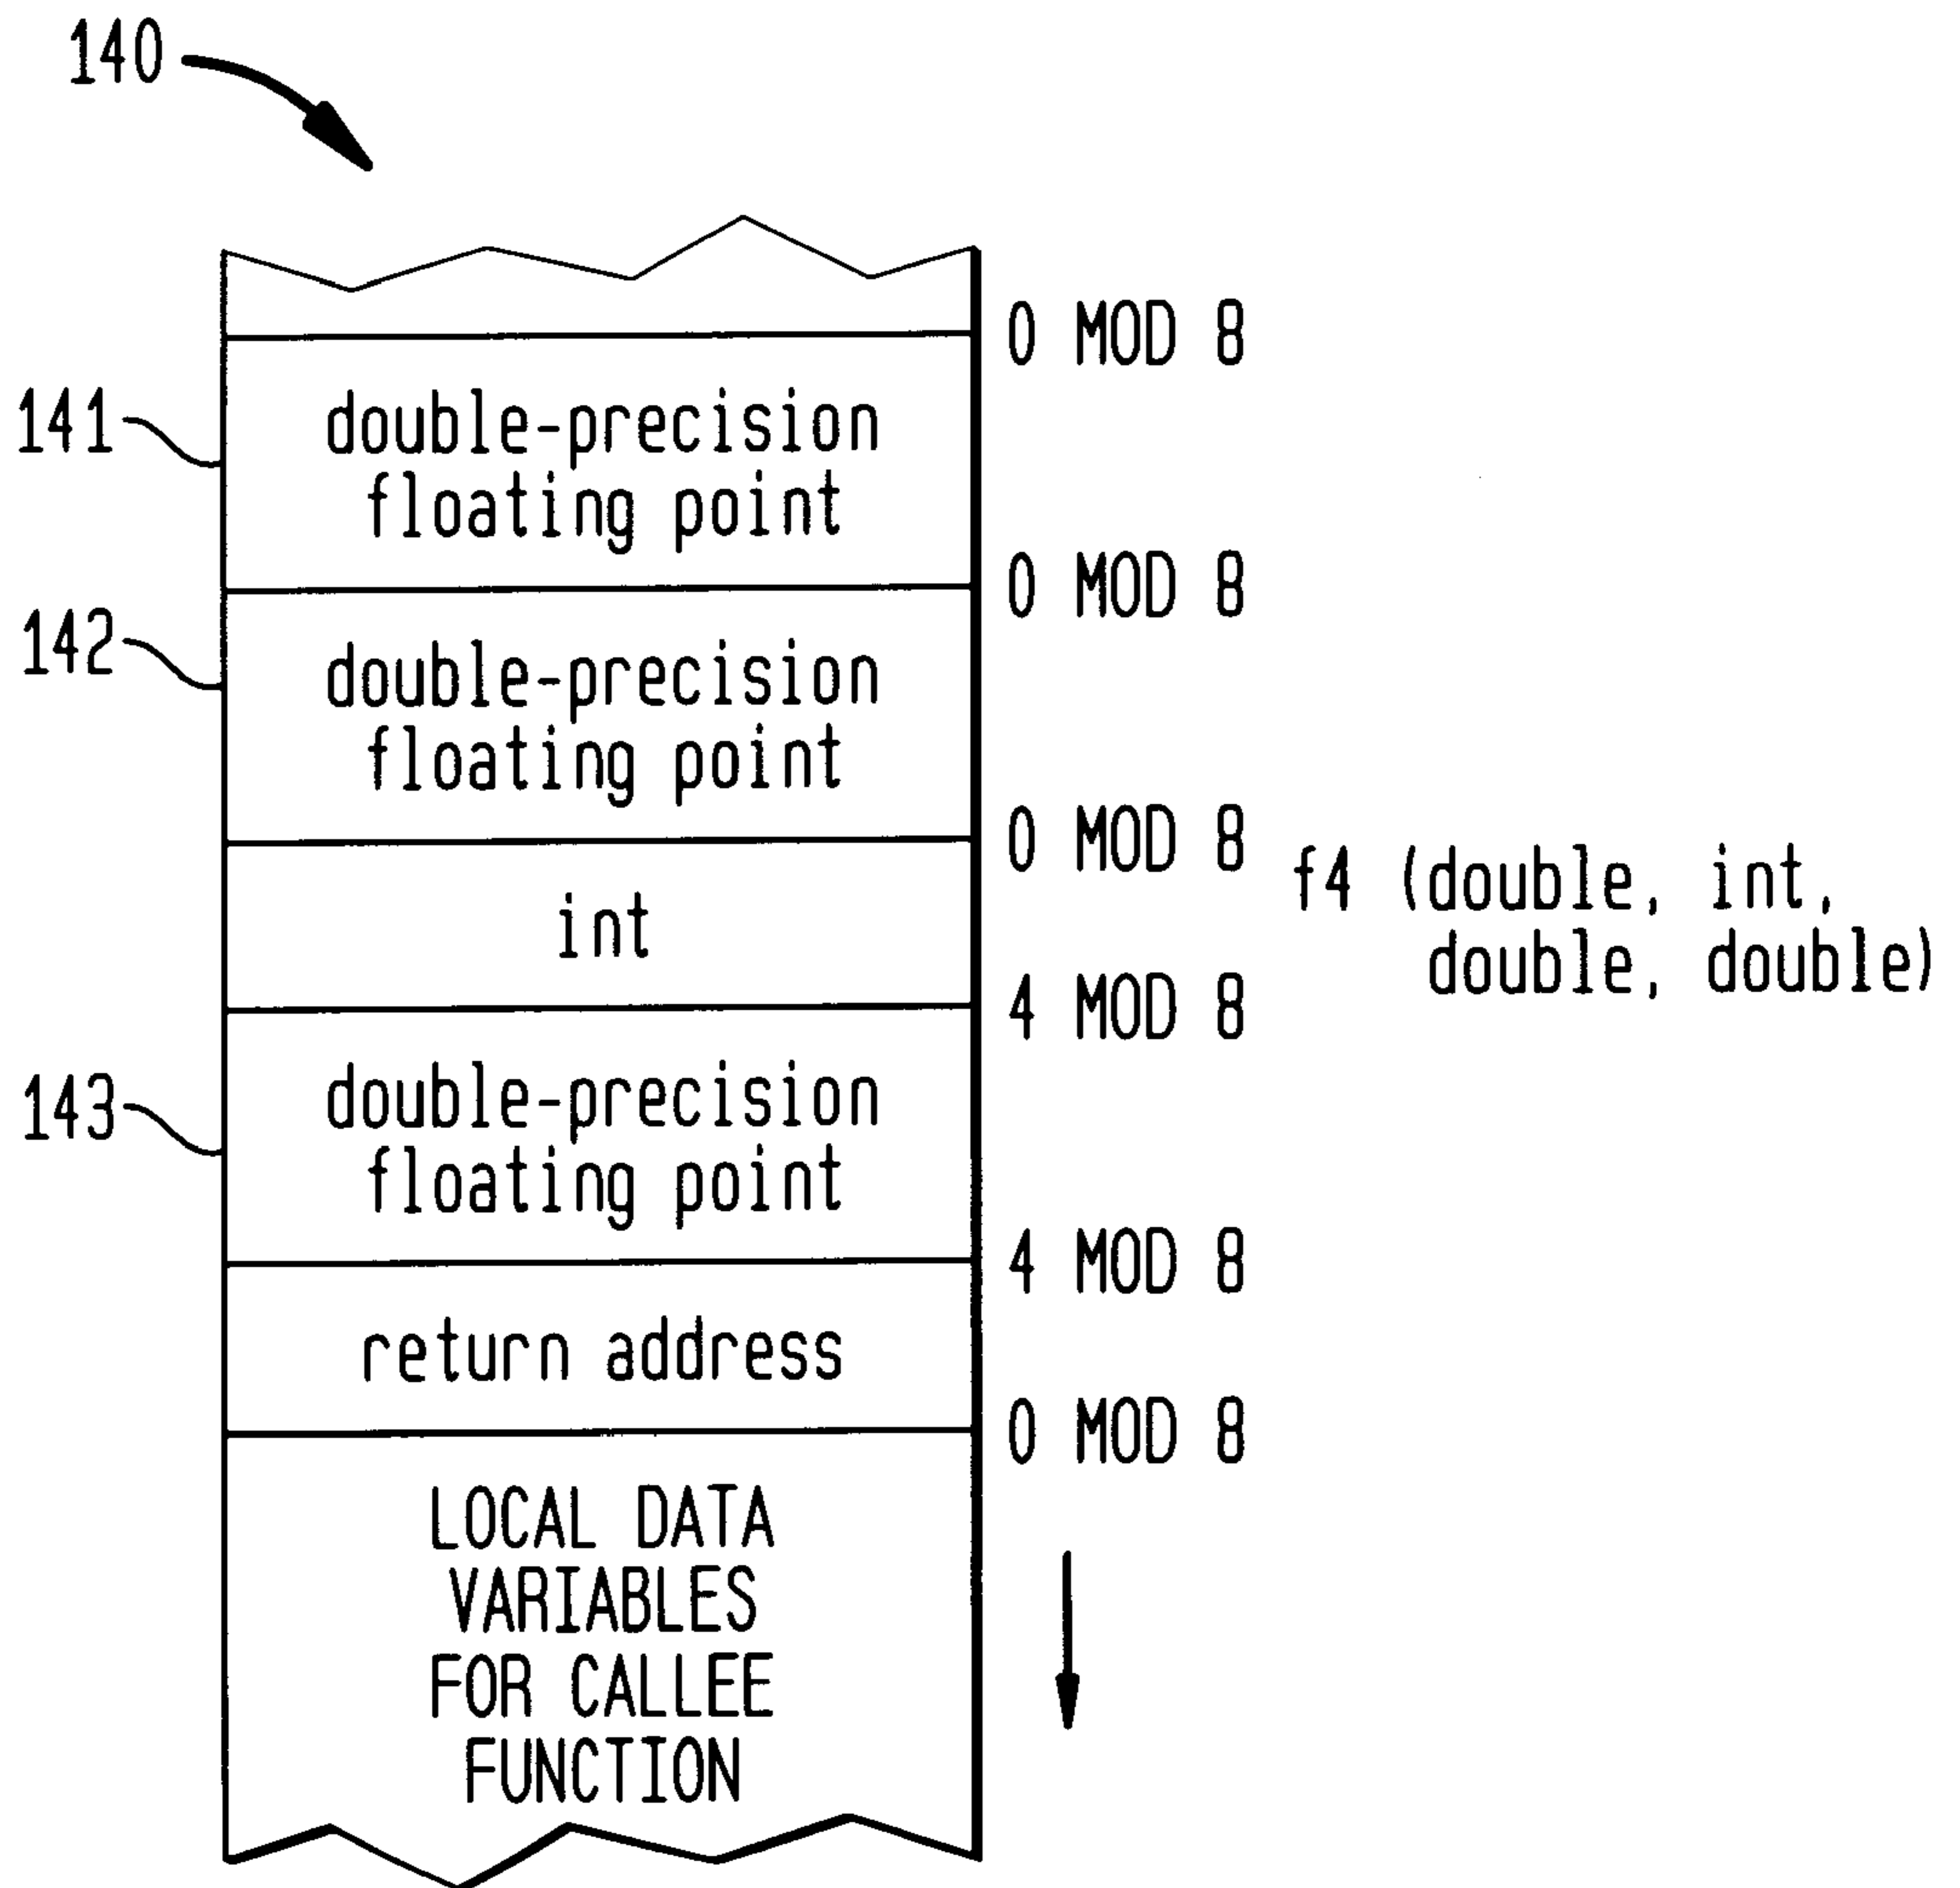 140
0 MOD 8
141
double-precision
floating point
0 MOD 8
142
double-precision
floating point
0 MOD 8
f4 (double, int,
double, double)
int
4 MOD 8
143
double-precision
floating point
4 MOD 8
return address
0 MOD 8
LOCAL DATA
VARIABLES
FOR CALLEE
FUNCTION